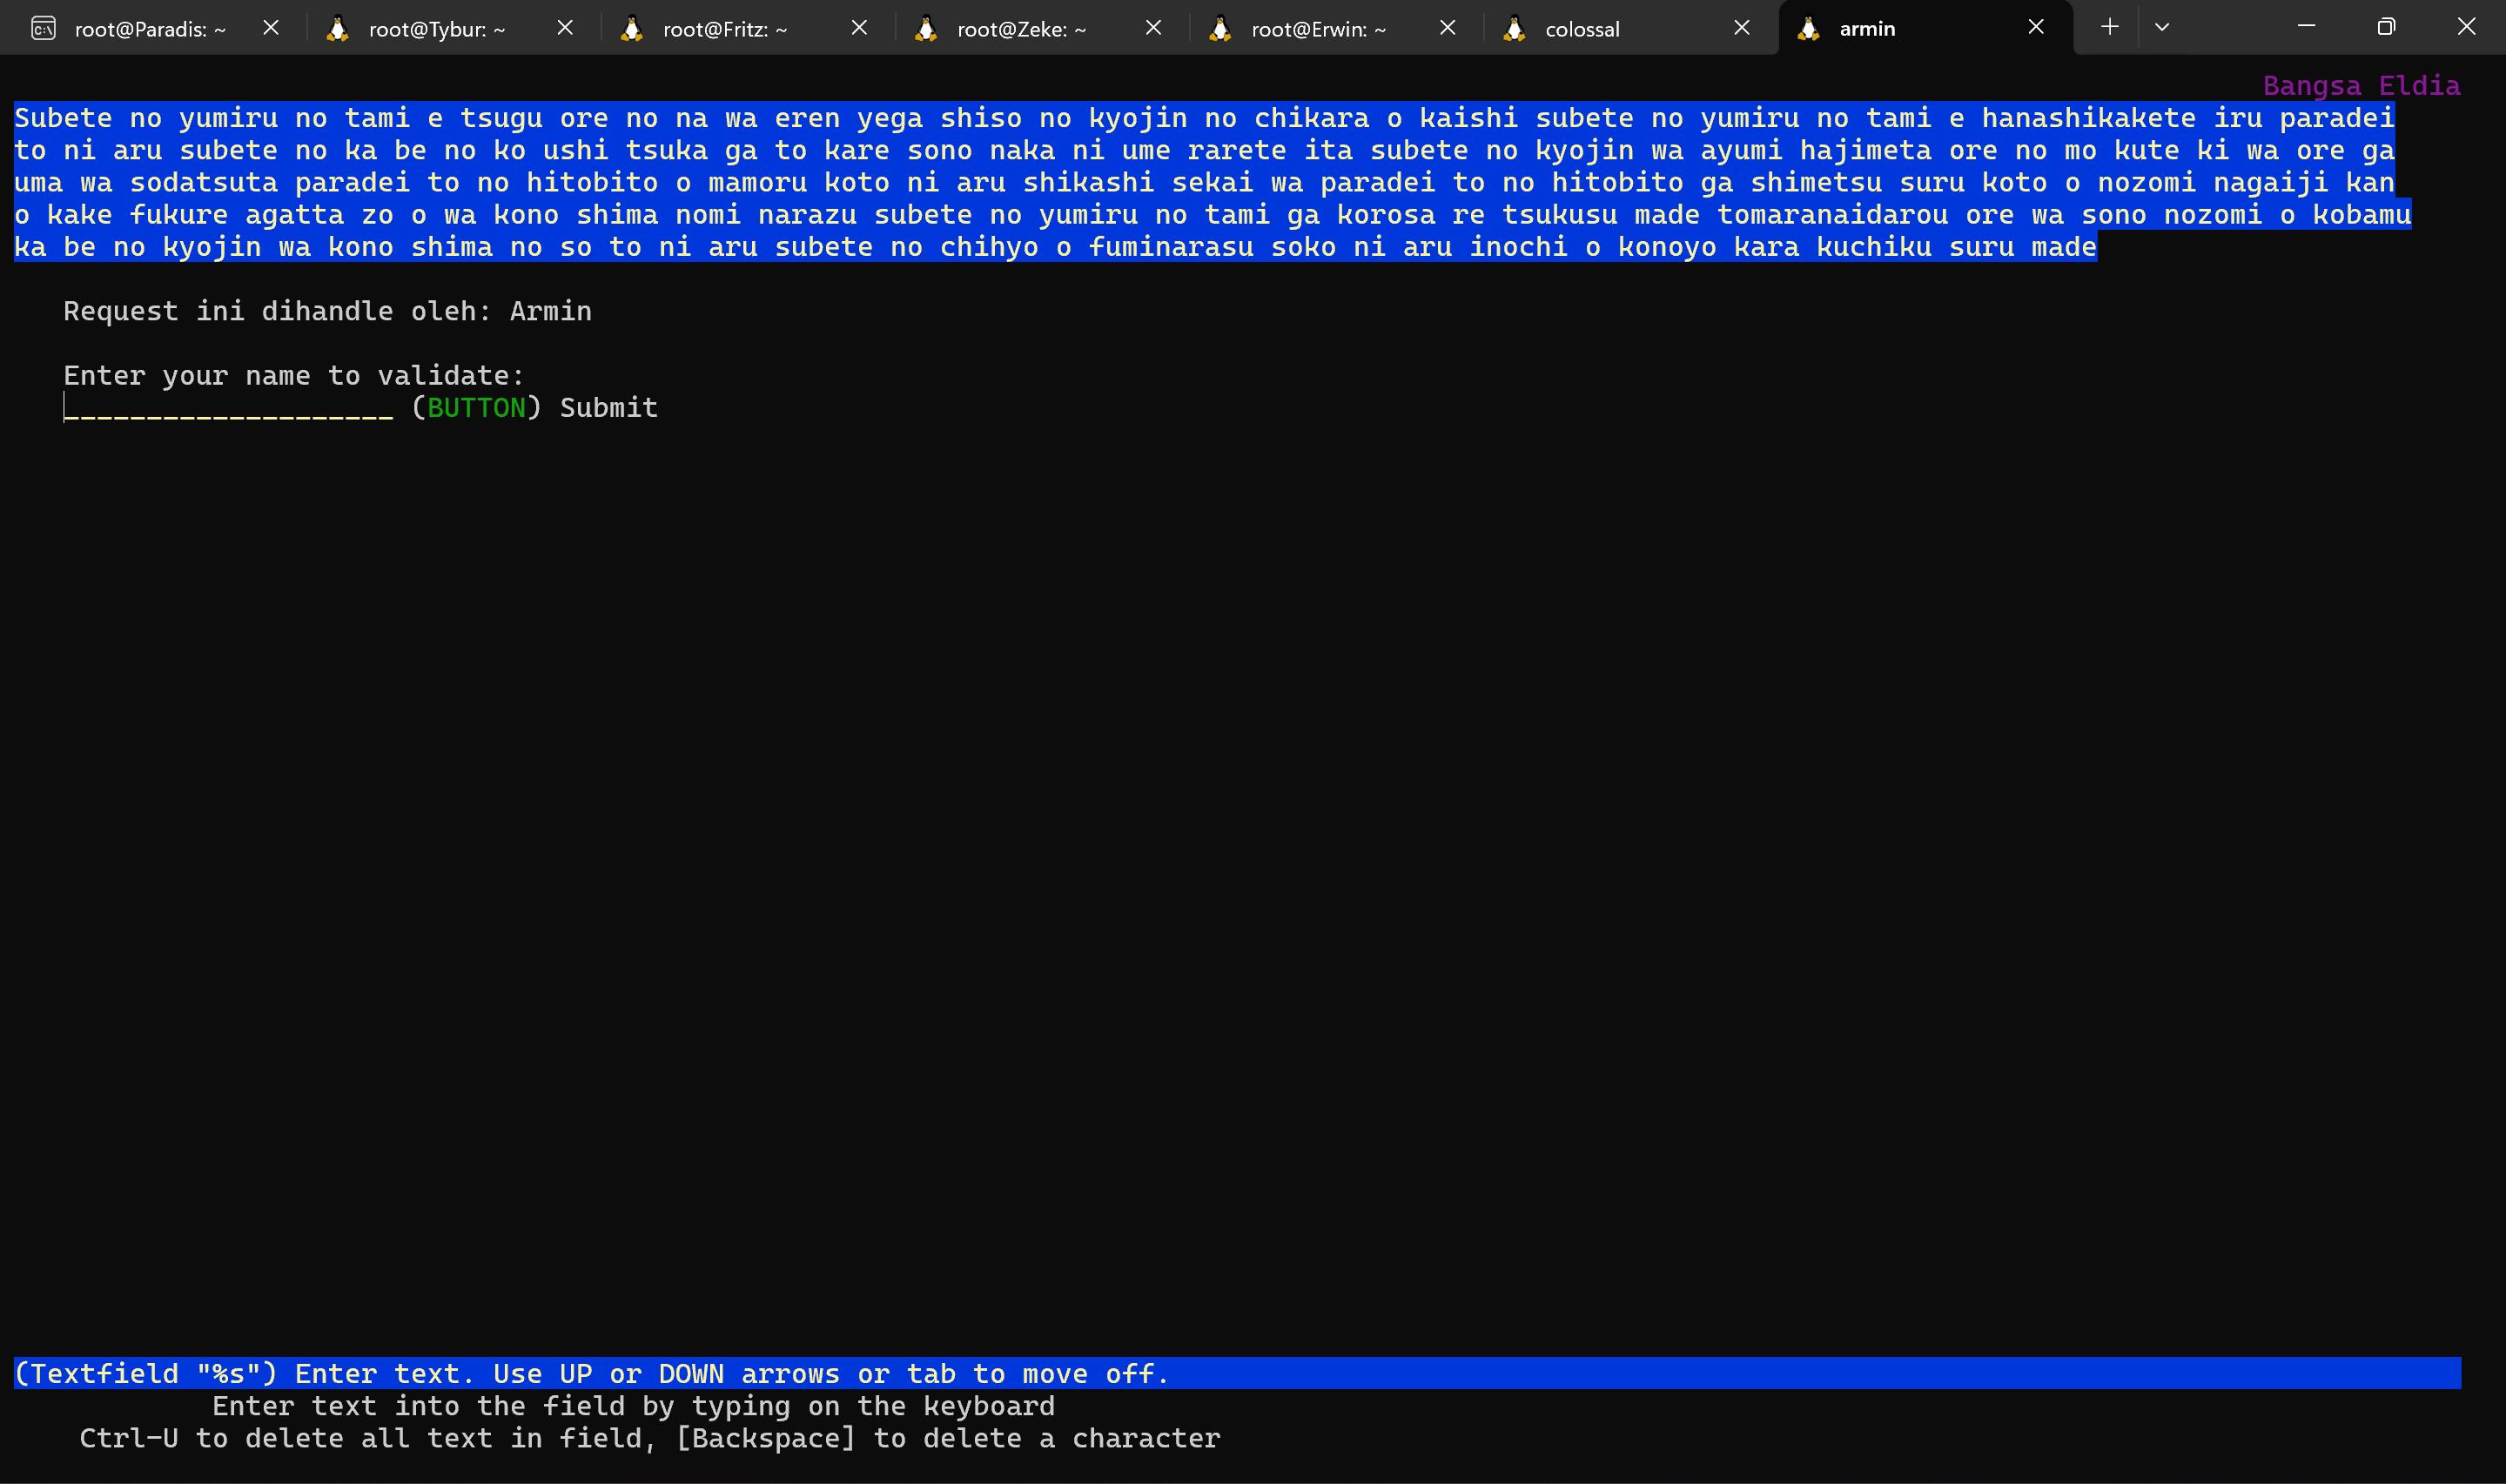 root@Paradis: ~ root@Tybur: ~ root@Fritz: ~ root@Zeke: ~ root@Erwin: ~ colossal armin
Bangsa Eldia
Subete no yumiru no tami e tsugu ore no na wa eren yega shiso no kyojin no chikara o kaishi subete no yumiru no tami e hanashikakete iru paradei
to ni aru subete no ka be no ko ushi tsuka ga to kare sono naka ni ume rarete ita subete no kyojin wa ayumi hajimeta ore no mo kute ki wa ore ga
uma wa sodatsuta paradei to no hitobito o mamoru koto ni aru shikashi sekai wa paradei to no hitobito ga shimetsu suru koto o nozomi nagaiji kan
o kake fukure agatta zo o wa kono shima nomi narazu subete no yumiru no tami ga korosa re tsukusu made tomaranaidarou ore wa sono nozomi o kobamu
ka be no kyojin wa kono shima no so to ni aru subete no chihyo o fuminarasu soko ni aru inochi o konoyo kara kuchiku suru made
Request ini dihandle oleh: Armin
Enter your name to validate:
____________________ (BUTTON) Submit
(Textfield "%s") Enter text. Use UP or DOWN arrows or tab to move off.
Enter text into the field by typing on the keyboard
Ctrl-U to delete all text in field, [Backspace] to delete a character